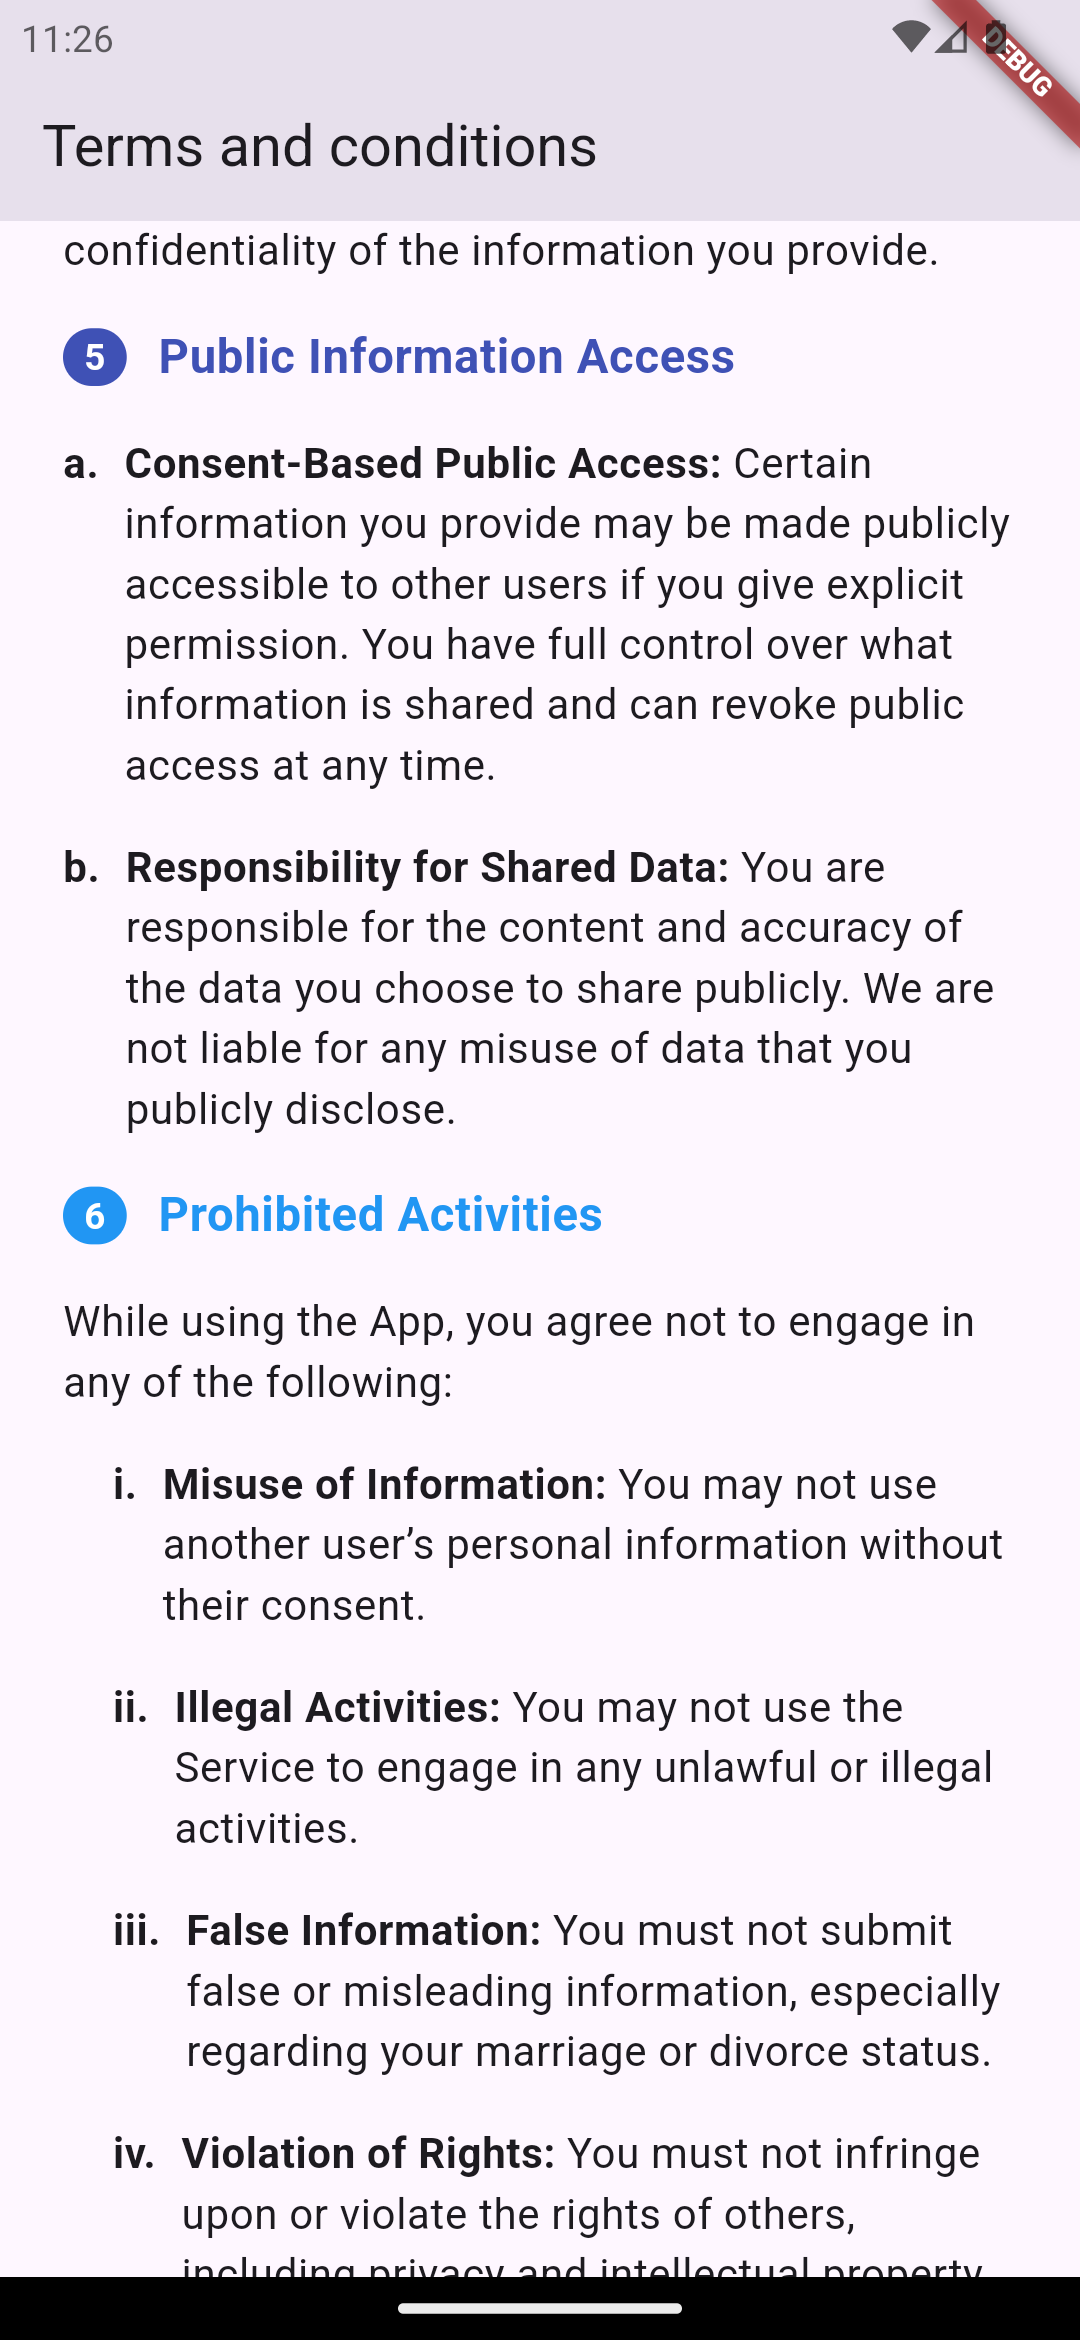 11:26
DEBUG
Terms and conditions
confidentiality of the information you provide.
5 Public Information Access
a. Consent-Based Public Access: Certain
information you provide may be made publicly
accessible to other users if you give explicit
permission. You have full control over what
information is shared and can revoke public
access at any time.
b. Responsibility for Shared Data: You are
responsible for the content and accuracy of
the data you choose to share publicly. We are
not liable for any misuse of data that you
publicly disclose.
6 Prohibited Activities
While using the App, you agree not to engage in
any of the following:
i. Misuse of Information: You may not use
another user’s personal information without
their consent.
ii. Illegal Activities: You may not use the
Service to engage in any unlawful or illegal
activities.
iii. False Information: You must not submit
false or misleading information, especially
regarding your marriage or divorce status.
iv. Violation of Rights: You must not infringe
upon or violate the rights of others,
including privacy and intellectual property